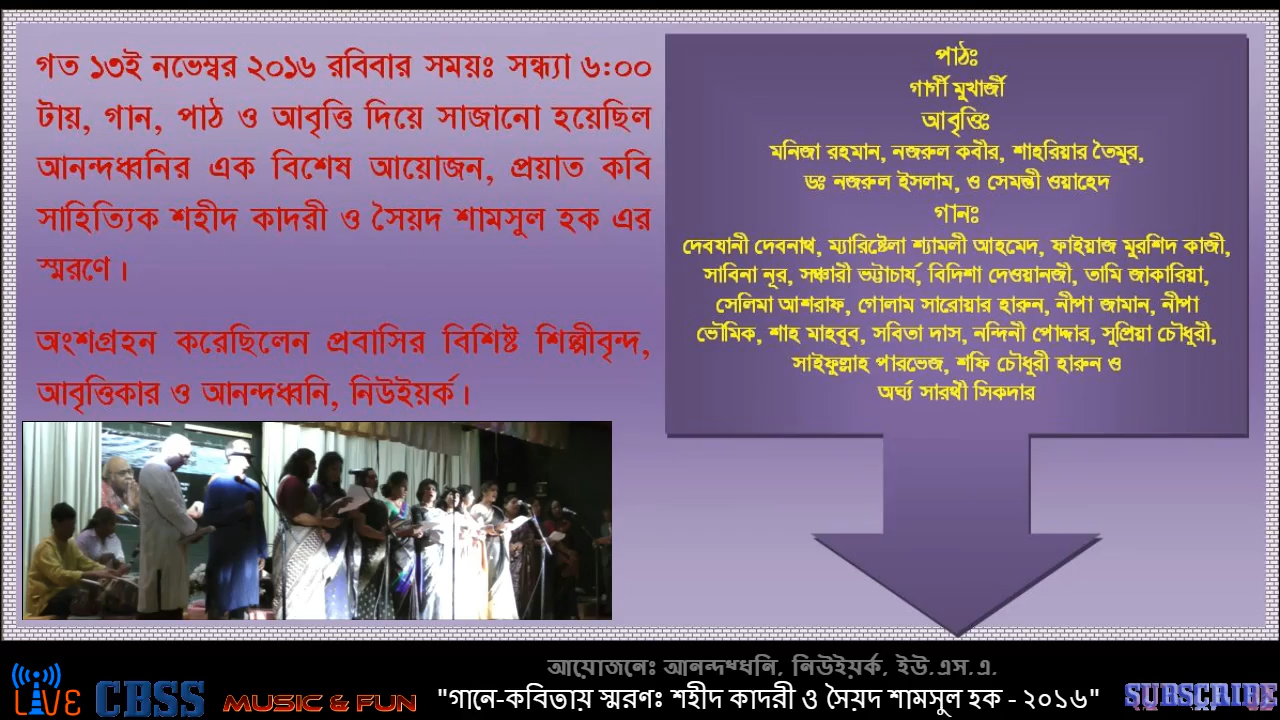 গত ১৩ই নভেম্বর ২০১৬ রবিবার সময়ঃ সন্ধ্যা ৬:০০
টায়, গান, পাঠ ও আবৃত্তি দিয়ে সাজানো হয়েছিল
আনন্দধ্বনির এক বিশেষ আয়োজন, প্রয়াত কবি
সাহিত্যিক শহীদ কাদরী ও সৈয়দ শামসুল হক এর
স্মরণে।
অংশগ্রহন করেছিলেন প্রবাসির বিশিষ্ট শিল্পীবৃন্দ,
আবৃত্তিকার ও আনন্দধ্বনি, নিউইয়র্ক।
পাঠঃ
গার্গী মুখার্জী
আবৃত্তিঃ
মনিজা রহমান, নজরুল কবীর, শাহরিয়ার তৈমুর,
ডঃ নজরুল ইসলাম, ও সেমন্তী ওয়াহেদ
গানঃ
দেবযানী দেবনাথ, ম্যারিষ্টেলা শ্যামলী আহমেদ, ফাইয়াজ মুরশিদ কাজী,
সাবিনা নূর, সঞ্চারী ভট্টাচার্য, বিদিশা দেওয়ানজী, তামি জাকারিয়া,
সেলিমা আশরাফ, গোলাম সারোয়ার হারুন, নীপা জামান, নীপা
ভৌমিক, শাহ মাহবুব, সবিতা দাস, নন্দিনী পোদ্দার, সুপ্রিয়া চৌধুরী,
সাইফুল্লাহ পারভেজ, শফি চৌধুরী হারুন ও
অর্ঘ্য সারথী সিকদার
আয়োজনেঃ আনন্দধ্বনি, নিউইয়র্ক, ইউ.এস.এ.
LIVE CBSS MUSIC & FUN "গানে-কবিতায় স্মরণঃ শহীদ কাদরী ও সৈয়দ শামসুল হক - ২০১৬" SUBSCRIBE